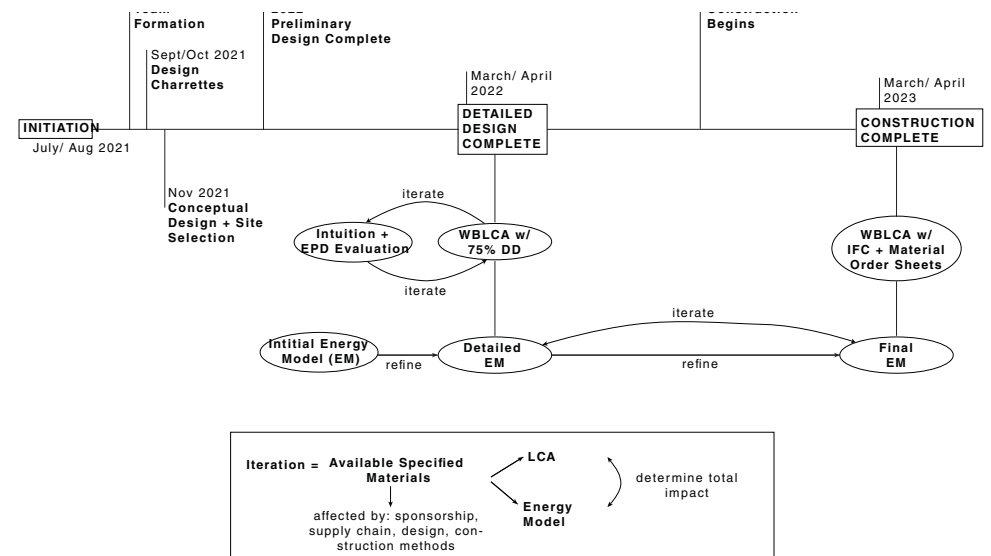 Formation
Preliminary
Design Complete
Begins
Sept/Oct 2021
Design
Charrettes
March/ April
2022
March/ April
2023
INITIATION
July/ Aug 2021
DETAILED
DESIGN
COMPLETE
CONSTRUCTION
COMPLETE
Nov 2021
Conceptual
Design + Site
Selection
iterate
Intuition +
EPD Evaluation
WBLCA w/
75% DD
iterate
WBLCA w/
IFC + Material
Order Sheets
iterate
Intitial Energy
Model (EM)
refine
Detailed
EM
refine
Final
EM
Iteration =
Available Specified
Materials
LCA
Energy
Model
determine total
impact
affected by: sponsorship,
supply chain, design, con-
struction methods